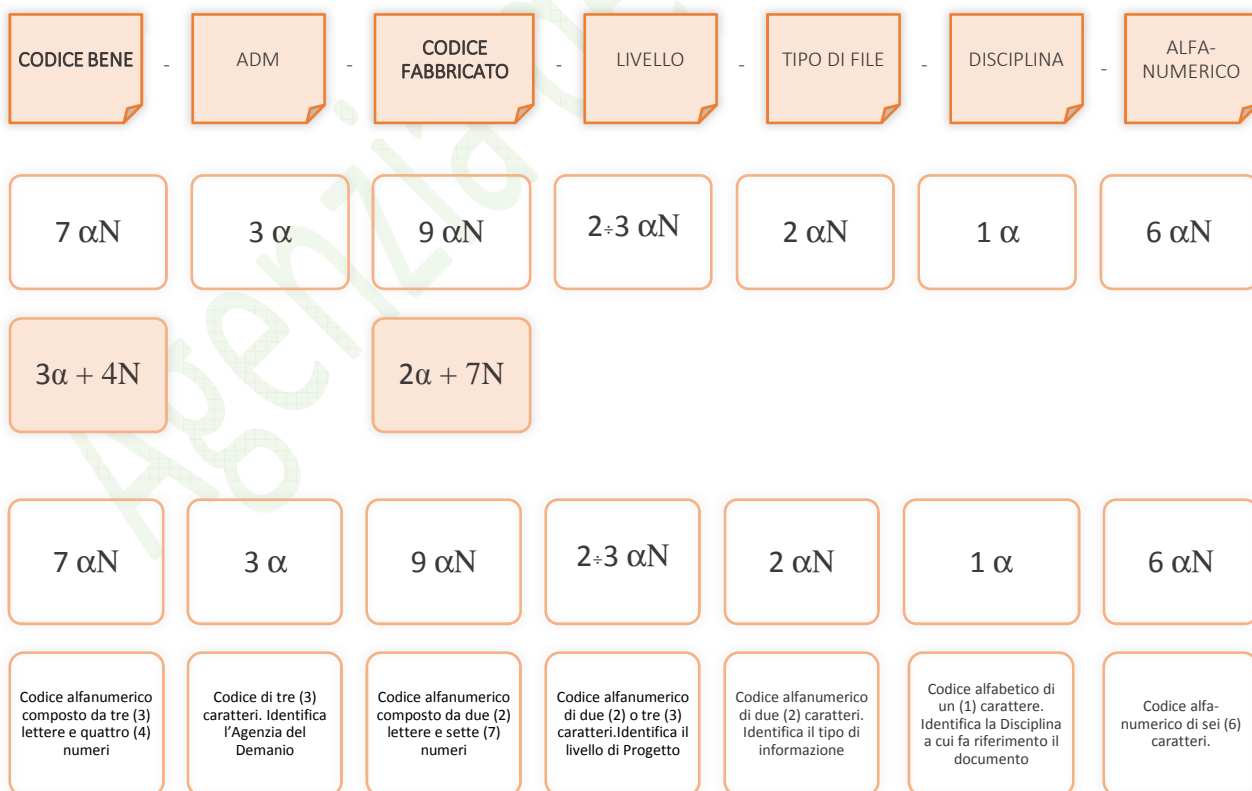 CODICE BENE - ADM - CODICE FABBRICATO - LIVELLO - TIPO DI FILE - DISCIPLINA - ALFA-NUMERICO
7 αN 3 α 9 αN 2÷3 αN 2 αN 1 α 6 αN
3α + 4N 2α + 7N
7 αN 3 α 9 αN 2÷3 αN 2 αN 1 α 6 αN
Codice alfanumerico
composto da tre (3)
lettere e quattro (4)
numeri
Codice di tre (3)
caratteri. Identifica
l’Agenzia del
Demanio
Codice alfanumerico
composto da due (2)
lettere e sette (7)
numeri
Codice alfanumerico
di due (2) o tre (3)
caratteri.Identifica il
livello di Progetto
Codice alfanumerico
di due (2) caratteri.
Identifica il tipo di
informazione
Codice alfabetico di
un (1) carattere.
Identifica la Disciplina
a cui fa riferimento il
documento
Codice alfa-
numerico di sei (6)
caratteri.
Agenzia